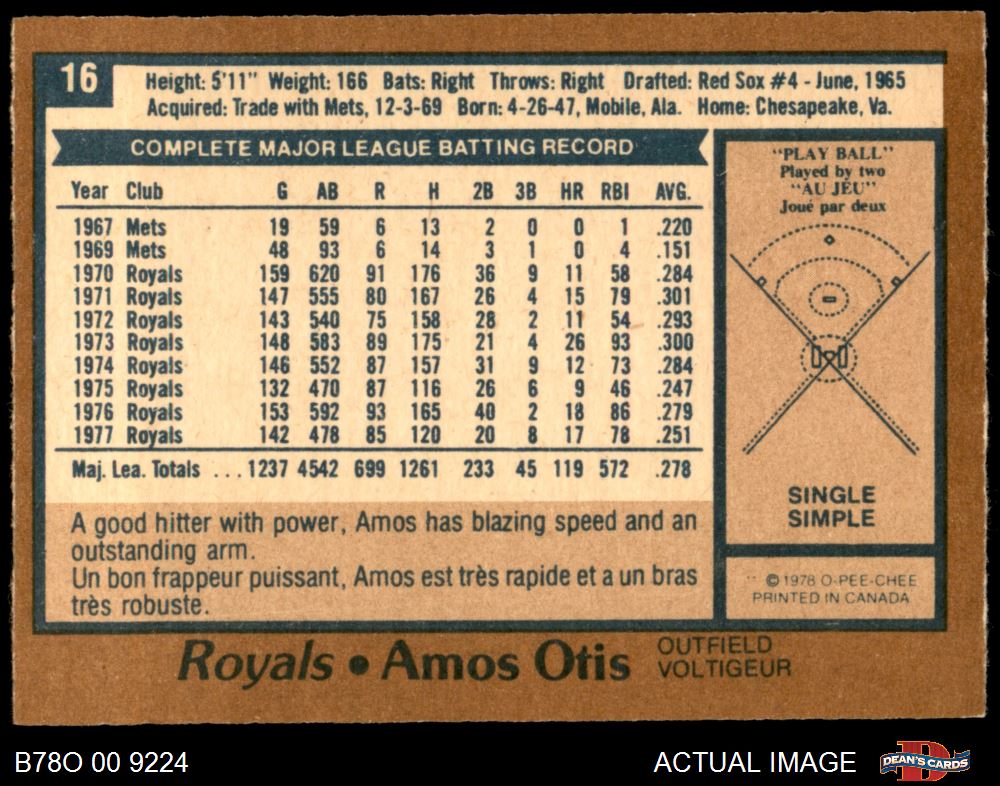 16
Height: 5'11" Weight: 166 Bats: Right Throws: Right Drafted: Red Sox #4 - June, 1965
Acquired: Trade with Mets, 12-3-69 Born: 4-26-47, Mobile, Ala. Home: Chesapeake, Va.
COMPLETE MAJOR LEAGUE BATTING RECORD
Year Club G AB R H 2B 3B HR RBI AVG.
1967 Mets 19 59 6 13 2 0 0 1 .220
1969 Mets 48 93 6 14 3 1 0 4 .151
1970 Royals 159 620 91 176 36 9 11 58 .284
1971 Royals 147 555 80 167 26 4 15 79 .301
1972 Royals 143 540 75 158 28 2 11 54 .293
1973 Royals 148 583 89 175 21 4 26 93 .300
1974 Royals 146 552 87 157 31 9 12 73 .284
1975 Royals 132 470 87 116 26 6 9 46 .247
1976 Royals 153 592 93 165 40 2 18 86 .279
1977 Royals 142 478 85 120 20 8 17 78 .251
Maj. Lea. Totals ... 1237 4542 699 1261 233 45 119 572 .278
A good hitter with power, Amos has blazing speed and an
outstanding arm.
Un bon frappeur puissant, Amos est très rapide et a un bras
très robuste.
"PLAY BALL"
Played by two
"AU JEU"
Joué par deux
SINGLE
SIMPLE
© 1978 O-PEE-CHEE
PRINTED IN CANADA
Royals • Amos Otis
OUTFIELD
VOLTIGEUR
B78O 00 9224
ACTUAL IMAGE
D
DEAN'S CARDS